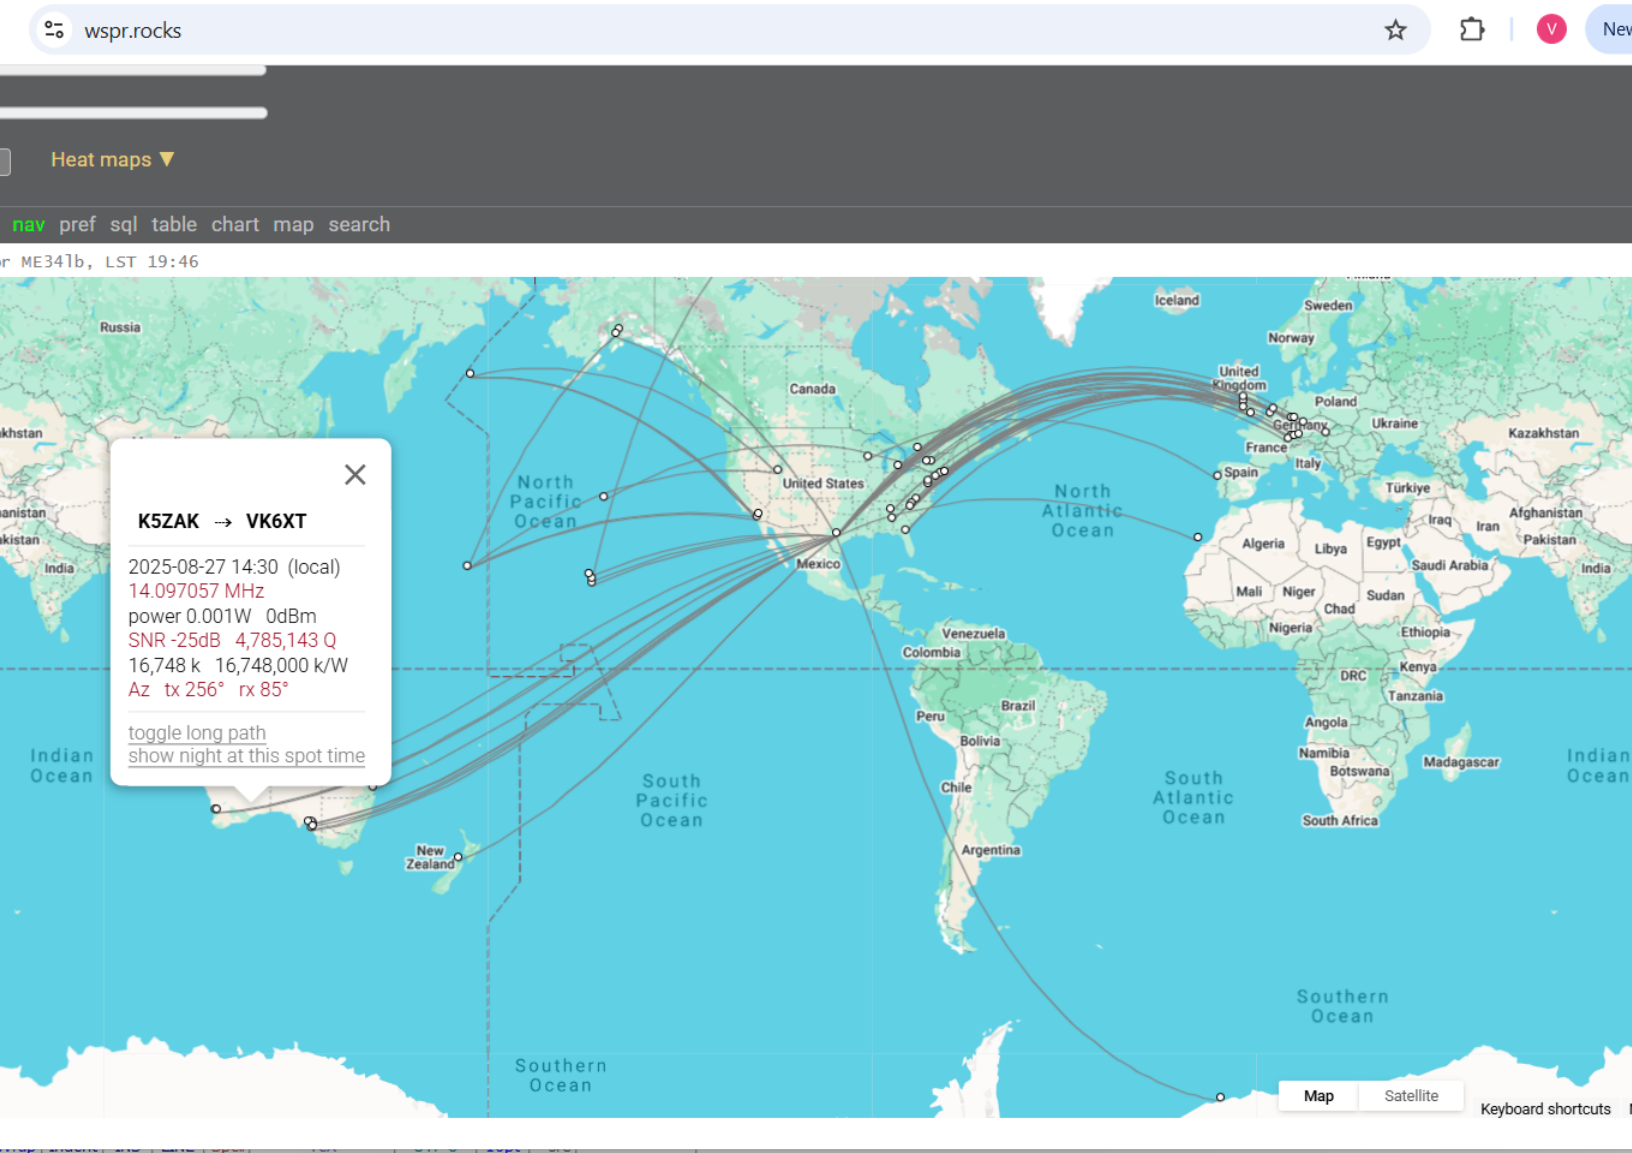 wspr.rocks
V
Heat maps ▼
nav pref sql table chart map search
ME34lb, LST 19:46
Russia
Iceland
Sweden
Norway
United
Kingdom
Poland
Ukraine
Germany
France
Italy
Spain
Türkiye
Kazakhstan
Canada
United States
Mexico
North
Pacific
Ocean
North
Atlantic
Ocean
India
Algeria
Libya
Egypt
Iraq
Iran
Afghanistan
Pakistan
Saudi Arabia
India
Mali
Niger
Sudan
Chad
Nigeria
Ethiopia
Kenya
DRC
Tanzania
Angola
Namibia
Botswana
Madagascar
South Africa
Venezuela
Colombia
Brazil
Peru
Bolivia
Chile
Argentina
K5ZAK ⇢ VK6XT
2025-08-27 14:30 (local)
14.097057 MHz
power 0.001W 0dBm
SNR -25dB 4,785,143 Q
16,748 k 16,748,000 k/W
Az tx 256° rx 85°
toggle long path
show night at this spot time
Indian
Ocean
New
Zealand
South
Pacific
Ocean
South
Atlantic
Ocean
Indian
Ocean
Southern
Ocean
Southern
Ocean
Map
Satellite
Keyboard shortcuts